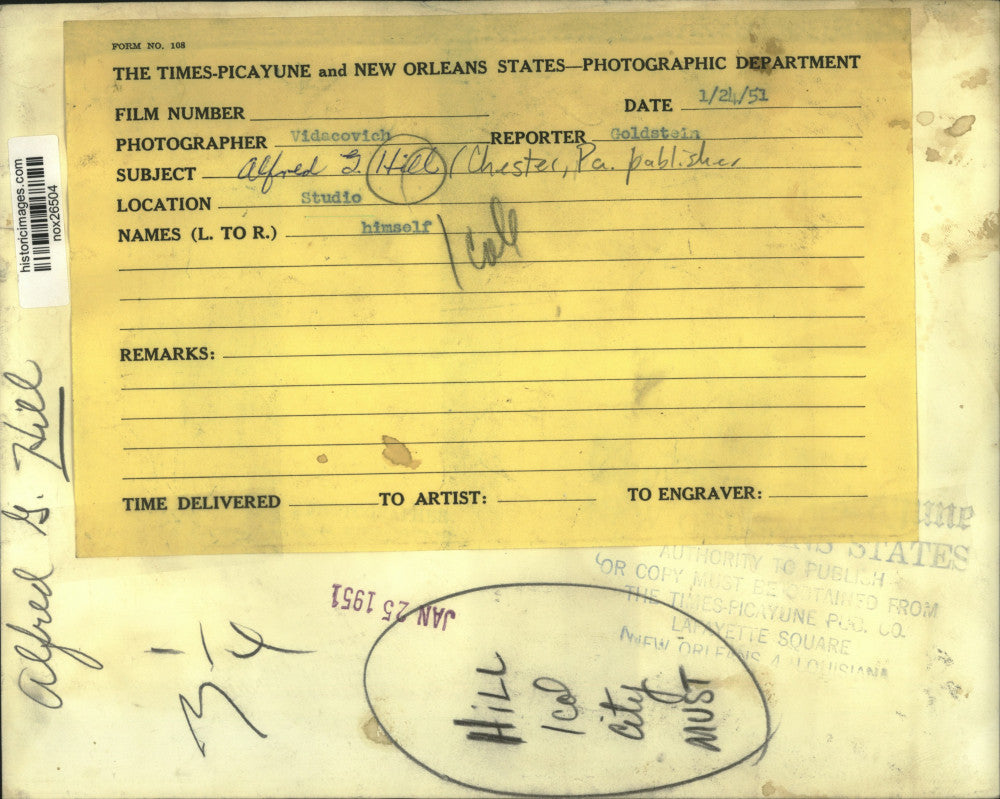 FORM NO. 108
THE TIMES-PICAYUNE and NEW ORLEANS STATES—PHOTOGRAPHIC DEPARTMENT
FILM NUMBER
DATE 1/24/51
PHOTOGRAPHER Vidacovich REPORTER Goldstein
SUBJECT Alfred G. Hill (Chester, Pa. publisher
LOCATION Studio
NAMES (L. TO R.) himself
1 col
REMARKS:
TIME DELIVERED TO ARTIST: TO ENGRAVER:
historicimages.com
nox26504
Alfred G. Hill
JAN 25 1951
STATES
AUTHORITY TO PUBLISH
OR COPY MUST BE OBTAINED FROM
THE TIMES-PICAYUNE PUB. CO.
LAFAYETTE SQUARE
NEW ORLEANS 4, LOUISIANA
HILL
1 col
city
MUST